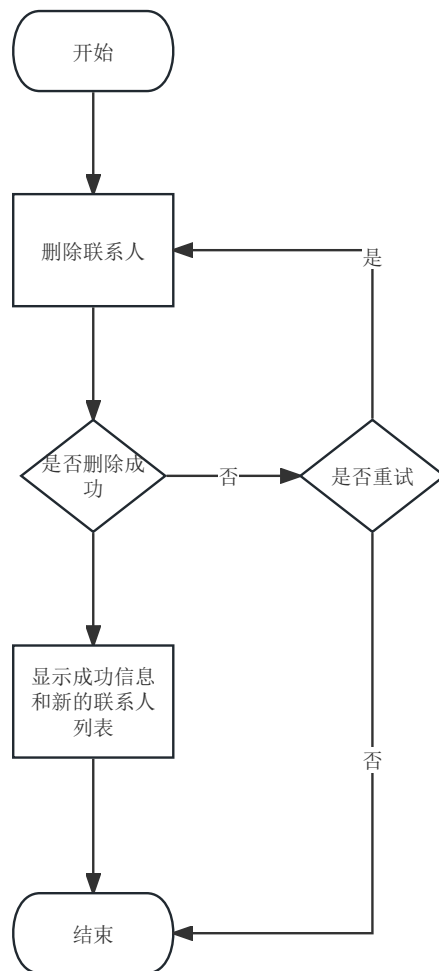 开始
删除联系人
是
是否删除成
功
否
是否重试
显示成功信息
和新的联系人
列表
否
结束